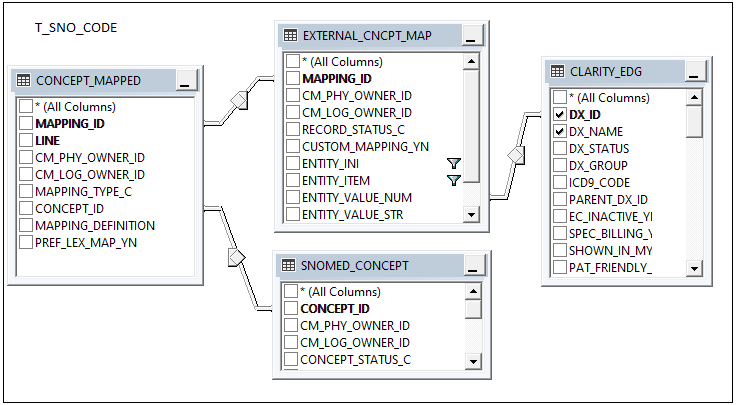 T_SNO_CODE
CONCEPT_MAPPED
* (All Columns)
MAPPING_ID
LINE
CM_PHY_OWNER_ID
CM_LOG_OWNER_ID
MAPPING_TYPE_C
CONCEPT_ID
MAPPING_DEFINITION
PREF_LEX_MAP_YN
EXTERNAL_CNCPT_MAP
* (All Columns)
MAPPING_ID
CM_PHY_OWNER_ID
CM_LOG_OWNER_ID
RECORD_STATUS_C
CUSTOM_MAPPING_YN
ENTITY_INI
ENTITY_ITEM
ENTITY_VALUE_NUM
ENTITY_VALUE_STR
SNOMED_CONCEPT
* (All Columns)
CONCEPT_ID
CM_PHY_OWNER_ID
CM_LOG_OWNER_ID
CONCEPT_STATUS_C
CLARITY_EDG
* (All Columns)
DX_ID
DX_NAME
DX_STATUS
DX_GROUP
ICD9_CODE
PARENT_DX_ID
EC_INACTIVE_YI
SPEC_BILLING_Y
SHOWN_IN_MY
PAT_FRIENDLY_